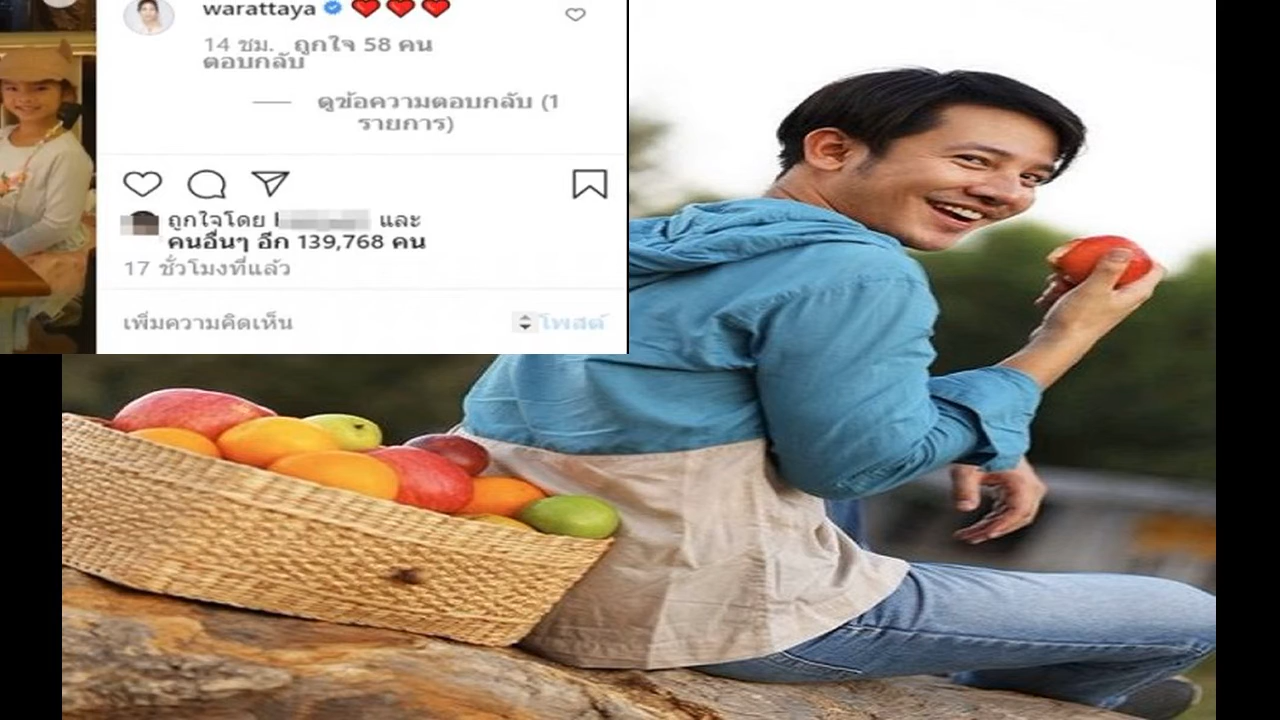 warattaya ❤❤❤
14 ชม. ถูกใจ 58 คน
ตอบกลับ
ดูข้อความตอบกลับ (1
รายการ)
ถูกใจโดย และ
คนอื่นๆ อีก 139,768 คน
17 ชั่วโมงที่แล้ว
เพิ่มความคิดเห็น
โพสต์